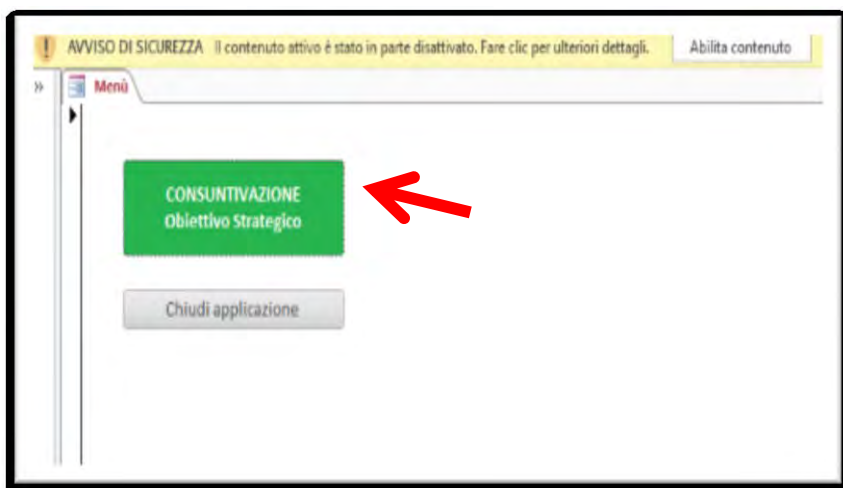 AVVISO DI SICUREZZA Il contenuto attivo è stato in parte disattivato. Fare clic per ulteriori dettagli. Abilita contenuto
» Menù
CONSUNTIVAZIONE
Obiettivo Strategico
Chiudi applicazione